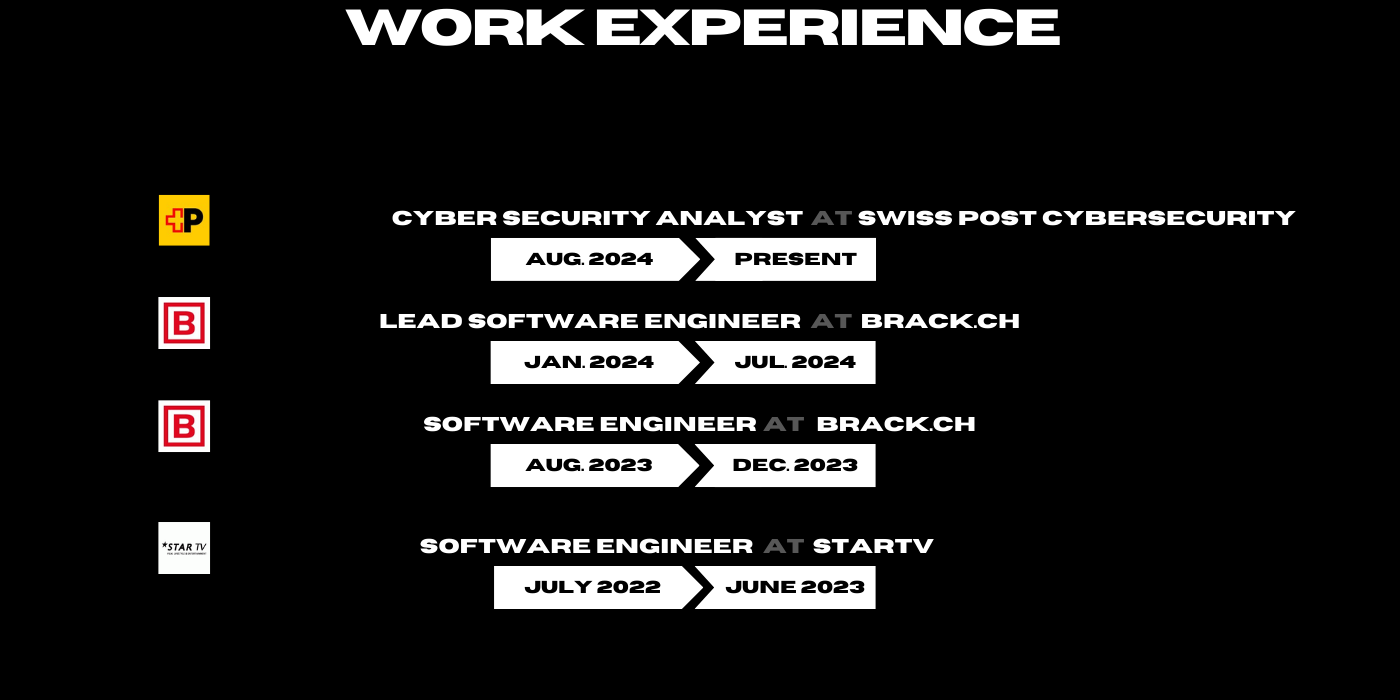 WORK EXPERIENCE
P
CYBER SECURITY ANALYST AT SWISS POST CYBERSECURITY
AUG. 2024 PRESENT
B
LEAD SOFTWARE ENGINEER AT BRACK.CH
JAN. 2024 JUL. 2024
B
SOFTWARE ENGINEER AT BRACK.CH
AUG. 2023 DEC. 2023
*STAR TV
SOFTWARE ENGINEER AT STARTV
JULY 2022 JUNE 2023